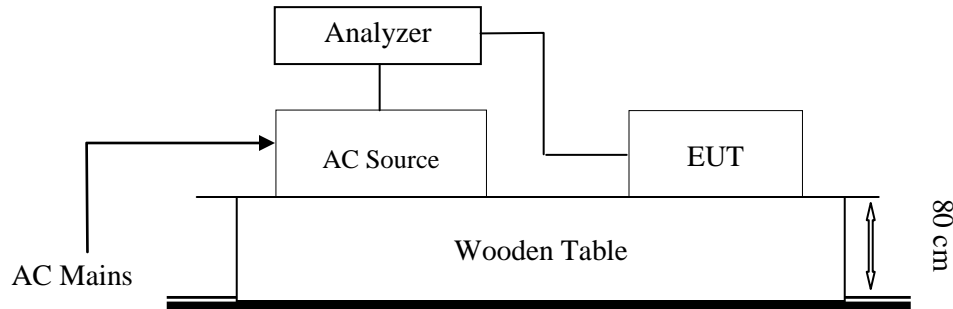 Analyzer
AC Source
EUT
80 cm
Wooden Table
AC Mains